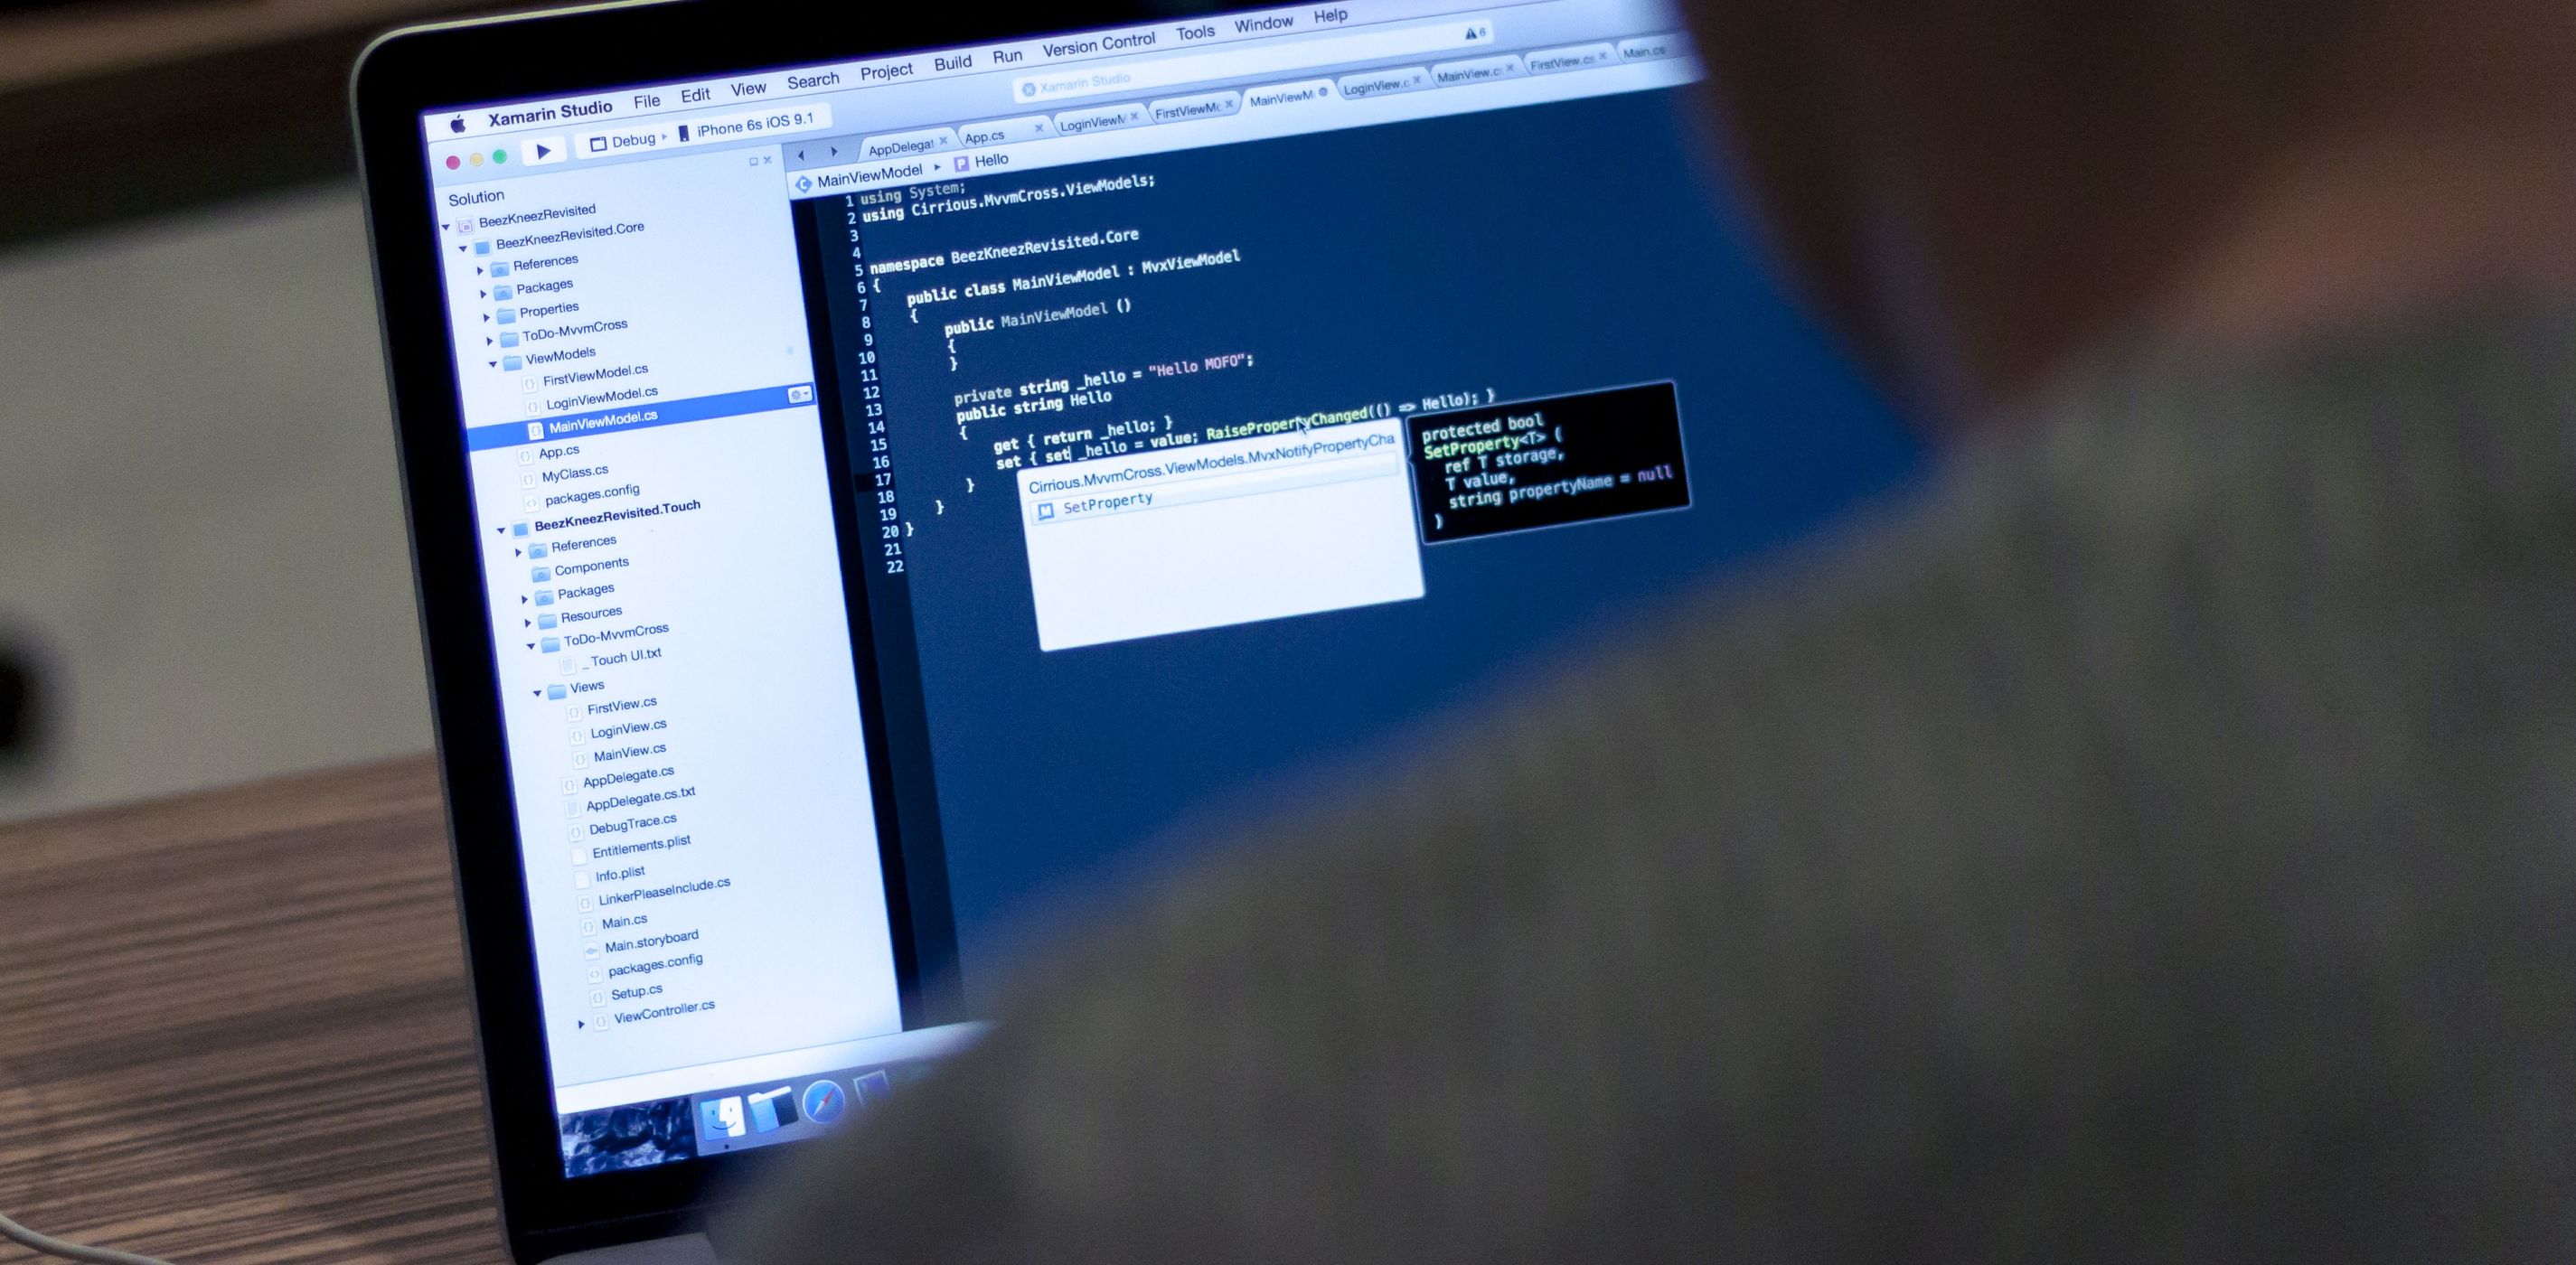 Xamarin Studio File Edit View Search Project Build Run Version Control Tools Window Help
Debug iPhone 6s iOS 9.1
Xamarin Studio
6
Solution
BeezKneezRevisited
BeezKneezRevisited.Core
References
Packages
Properties
ToDo-MvvmCross
ViewModels
FirstViewModel.cs
LoginViewModel.cs
MainViewModel.cs
App.cs
MyClass.cs
packages.config
BeezKneezRevisited.Touch
References
Components
Packages
Resources
ToDo-MvvmCross
_ Touch UI.txt
Views
FirstView.cs
LoginView.cs
MainView.cs
AppDelegate.cs
AppDelegate.cs.txt
DebugTrace.cs
Entitlements.plist
Info.plist
LinkerPleaseInclude.cs
Main.cs
Main.storyboard
packages.config
Setup.cs
ViewController.cs
AppDelegat App.cs LoginViewM FirstViewMc MainViewM LoginView.c MainView.c FirstView.cs Main.cs
MainViewModel P Hello
1 using System;
2 using Cirrious.MvvmCross.ViewModels;
3
4
5 namespace BeezKneezRevisited.Core
6 {
7 public class MainViewModel : MvxViewModel
8 {
9 public MainViewModel ()
10 {
11 }
12
13 private string _hello = "Hello MOFO";
14 public string Hello
15 {
16 get { return _hello; }
17 set { set _hello = value; RaisePropertyChanged(() => Hello); }
18 }
19 }
20 }
21
22
Cirrious.MvvmCross.ViewModels.MvxNotifyPropertyCha
SetProperty
protected bool
SetProperty<T> (
ref T storage,
T value,
string propertyName = null
)